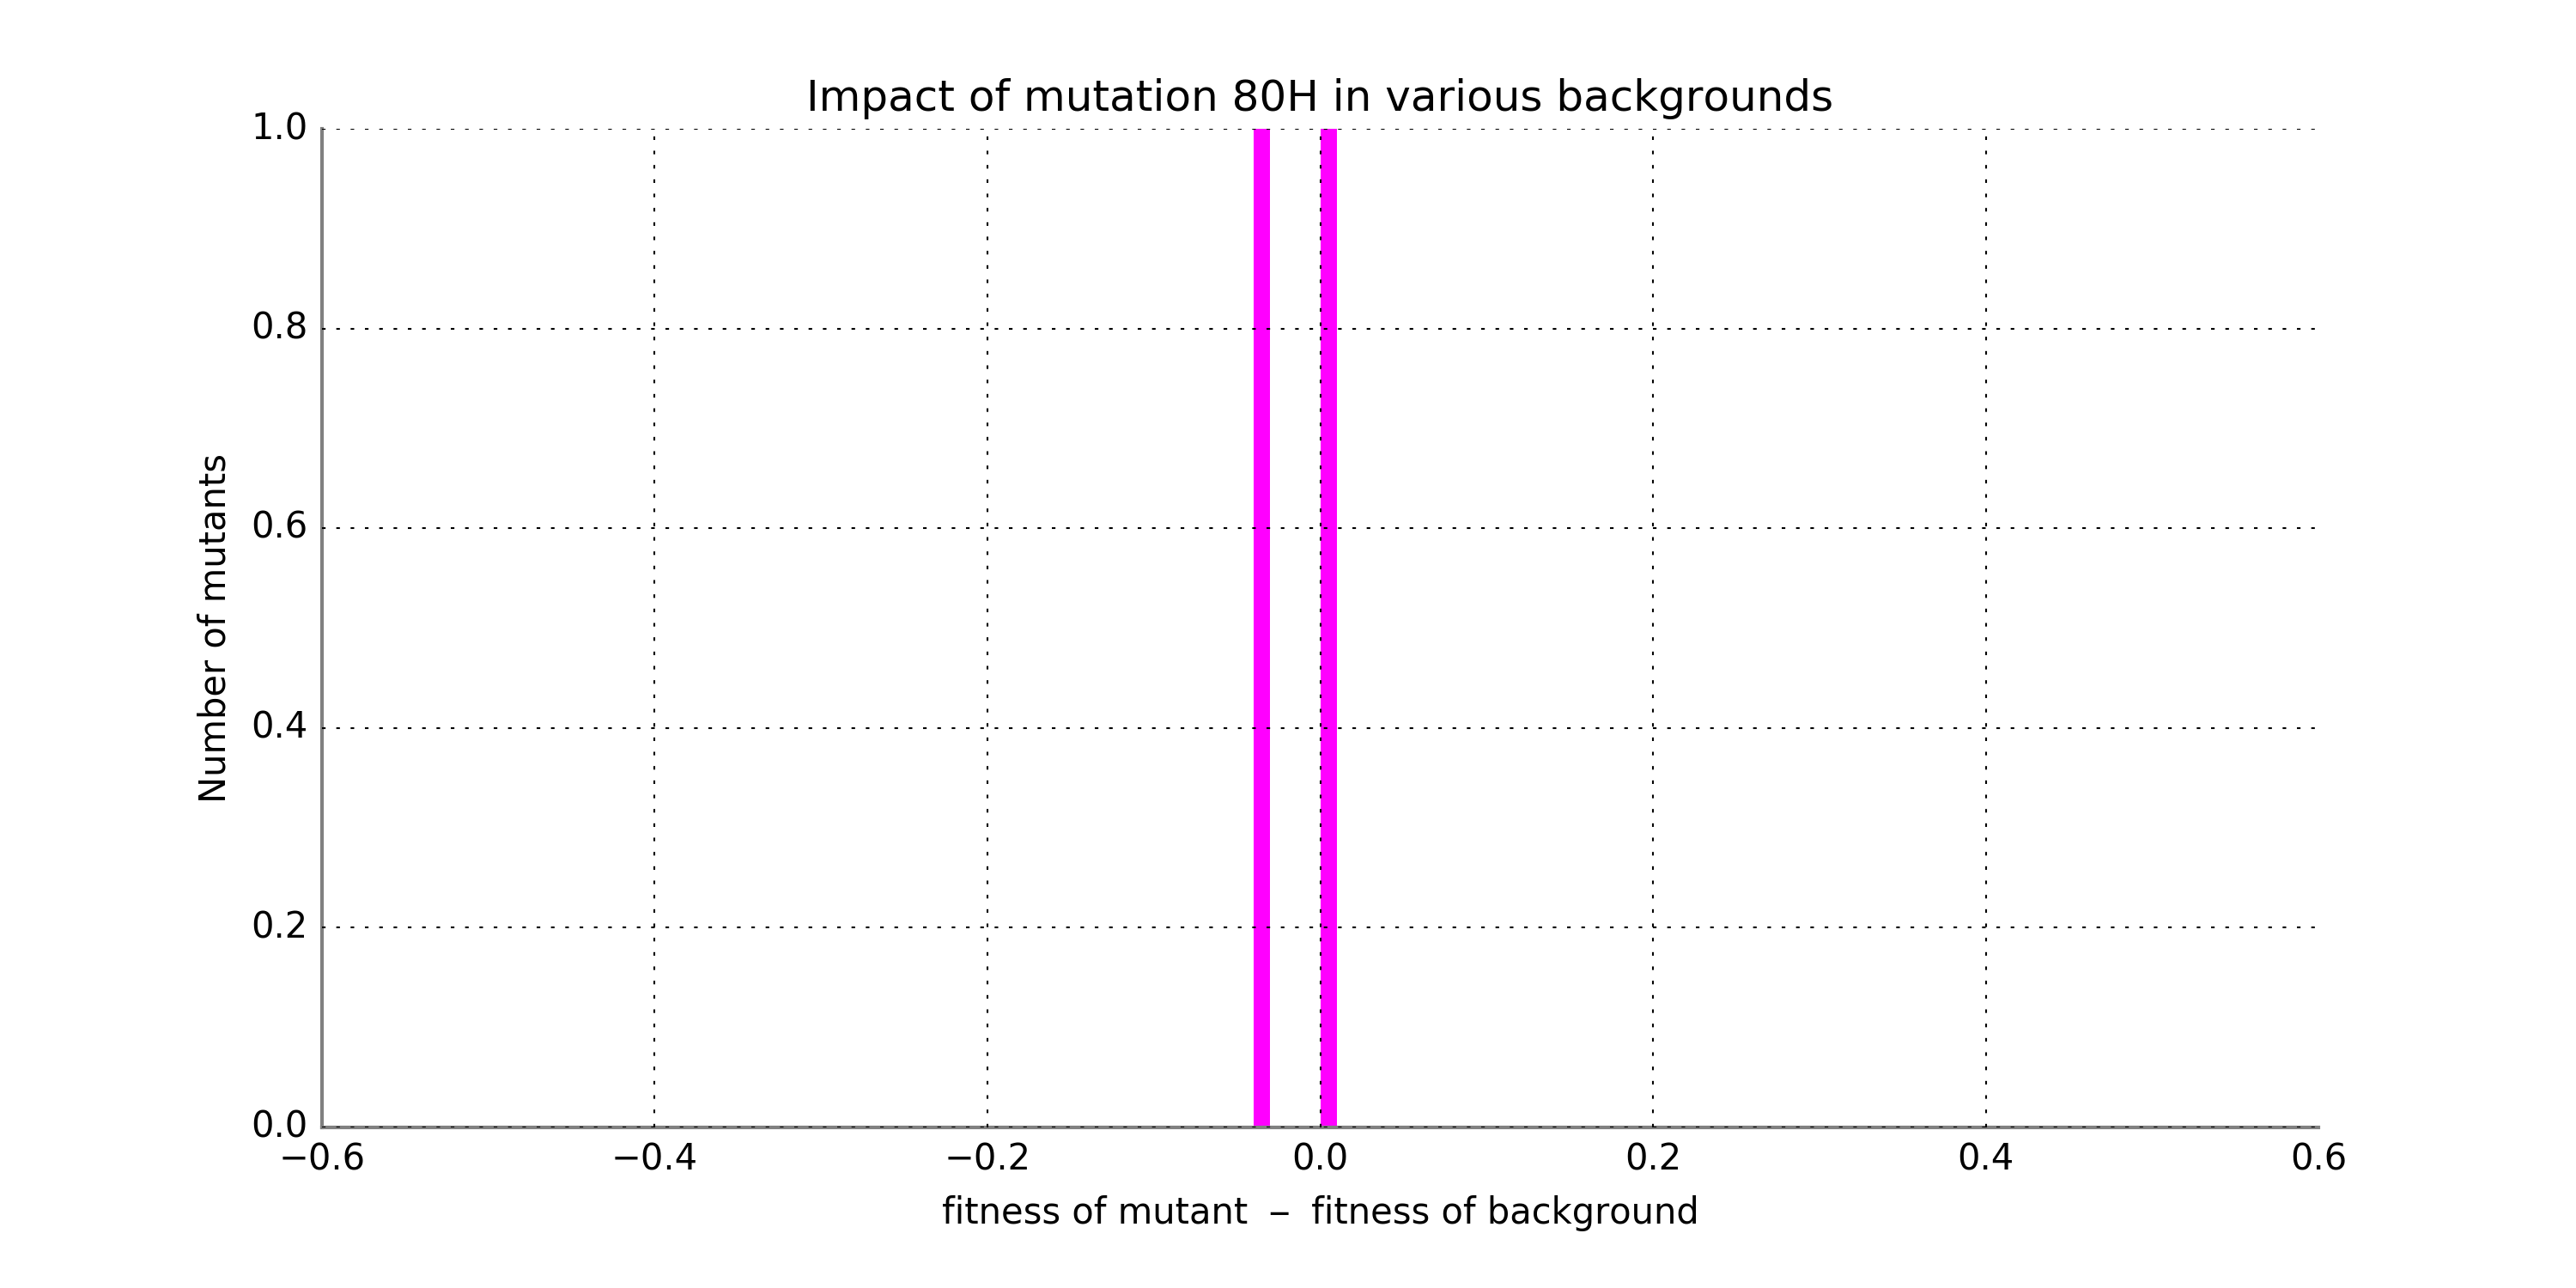 Impact of mutation 80H in various backgrounds
1.0
0.8
0.6
0.4
0.2
0.0
Number of mutants
−0.6 −0.4 −0.2 0.0 0.2 0.4 0.6
fitness of mutant − fitness of background